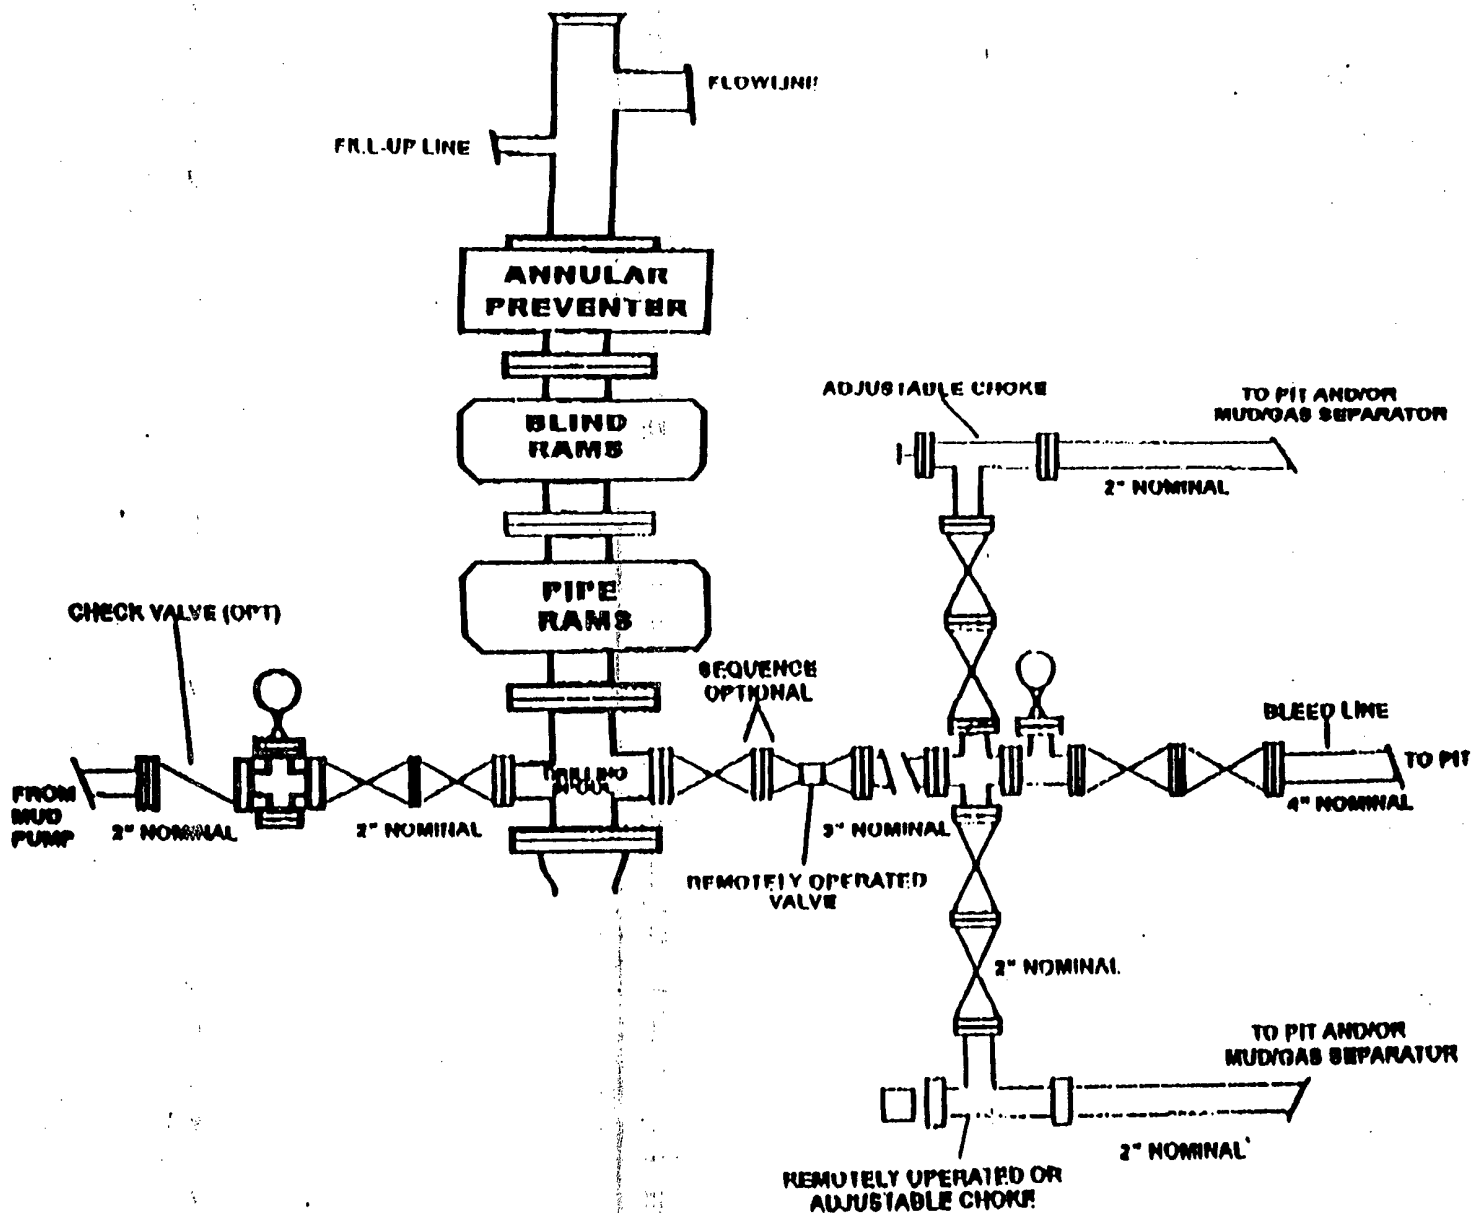 FLOWLINE
FILL-UP LINE
ANNULAR
PREVENTER
BLIND
RAMS
PIPE
RAMS
ADJUSTABLE CHOKE
TO PIT AND/OR
MUD/GAS SEPARATOR
2" NOMINAL
CHECK VALVE (OPT)
SEQUENCE
OPTIONAL
BLEED LINE
TO PIT
4" NOMINAL
FROM
MUD
PUMP
2" NOMINAL
2" NOMINAL
DRILLING
SPOOL
3" NOMINAL
REMOTELY OPERATED
VALVE
2" NOMINAL
TO PIT AND/OR
MUD/GAS SEPARATOR
2" NOMINAL
REMOTELY OPERATED OR
ADJUSTABLE CHOKE